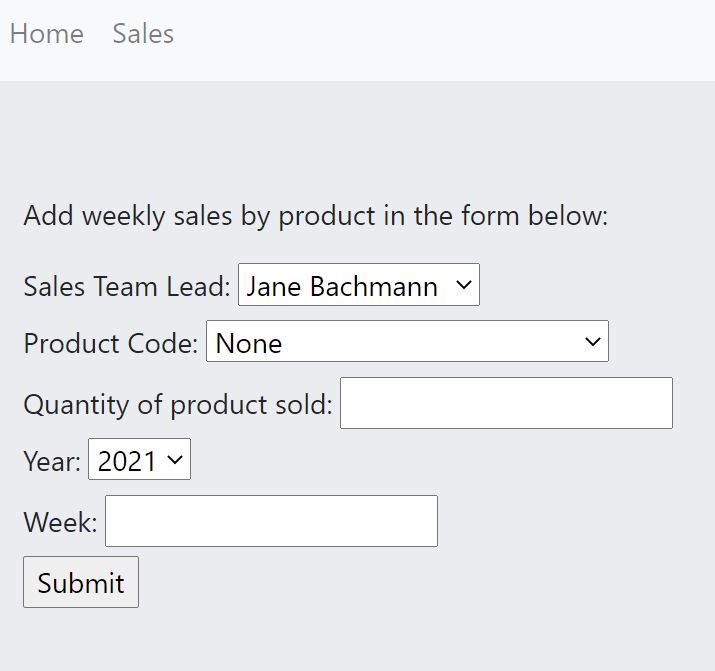 Home Sales
Add weekly sales by product in the form below:
Sales Team Lead: Jane Bachmann
Product Code: None
Quantity of product sold:
Year: 2021
Week:
Submit